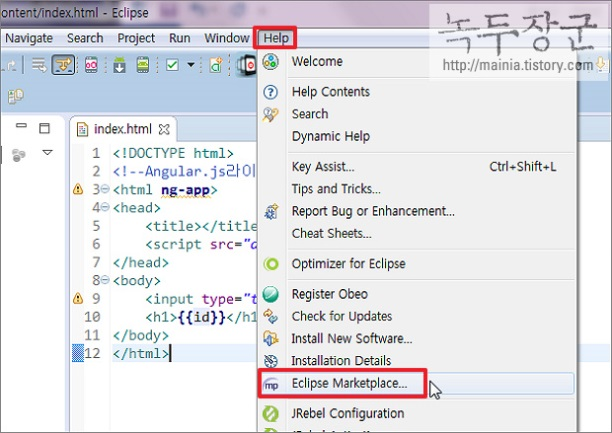 ontent/index.html - Eclipse
Navigate Search Project Run Window Help
녹두장군
http://mainia.tistory.com
Welcome
Help Contents
Search
Dynamic Help
Key Assist... Ctrl+Shift+L
Tips and Tricks...
Report Bug or Enhancement...
Cheat Sheets...
Optimizer for Eclipse
Register Obeo
Check for Updates
Install New Software...
Installation Details
mp Eclipse Marketplace...
JRebel Configuration
index.html
1 <!DOCTYPE html>
2 <!--Angular.js라이
3 <html ng-app>
4 <head>
5 <title></title
6 <script src="
7 </head>
8 <body>
9 <input type="t
10 <h1>{{id}}</h1
11 </body>
12 </html>